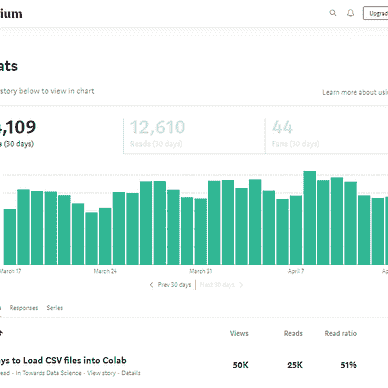 ium
Upgrad
ats
story below to view in chart
Learn more about usi
,109
12,610
44
(30 days)
Reads (30 days)
Fans (30 days)
March 17
March 24
March 31
April 7
Prev 30 days
Next 30 days
Responses
Series
Views
Reads
Read ratio
ys to Load CSV files into Colab
ead · In Towards Data Science · View story · Details
50K
25K
51%